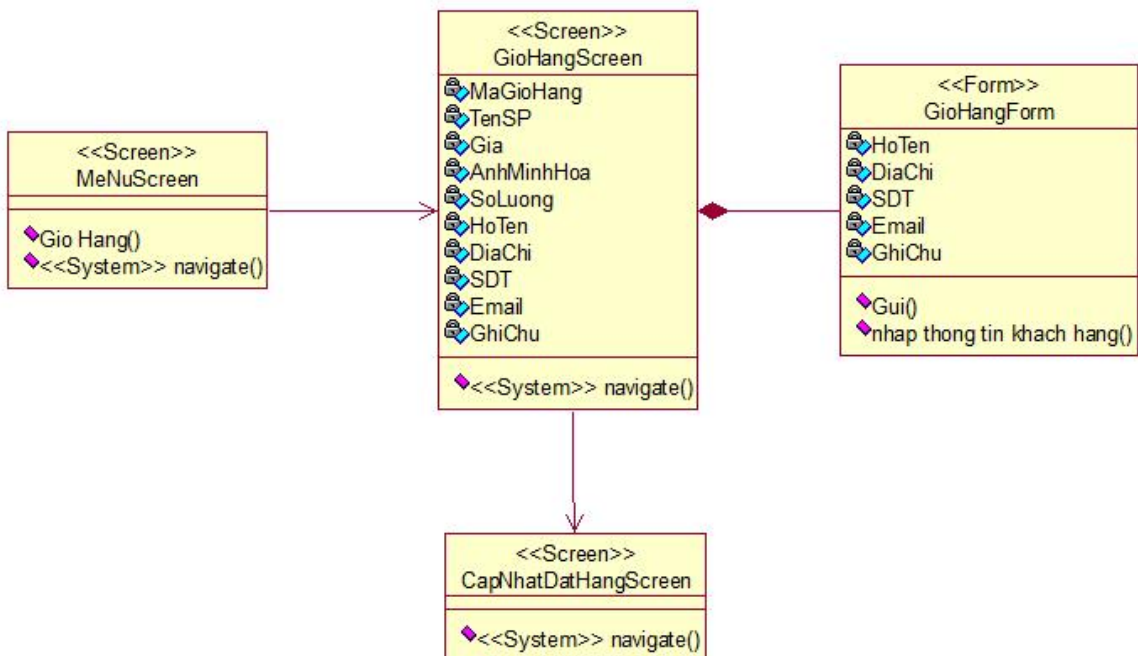 <<Screen>>
MeNuScreen
Gio Hang()
<<System>> navigate()
<<Screen>>
GioHangScreen
MaGioHang
TenSP
Gia
AnhMinhHoa
SoLuong
HoTen
DiaChi
SDT
Email
GhiChu
<<System>> navigate()
<<Form>>
GioHangForm
HoTen
DiaChi
SDT
Email
GhiChu
Gui()
nhap thong tin khach hang()
<<Screen>>
CapNhatDatHangScreen
<<System>> navigate()